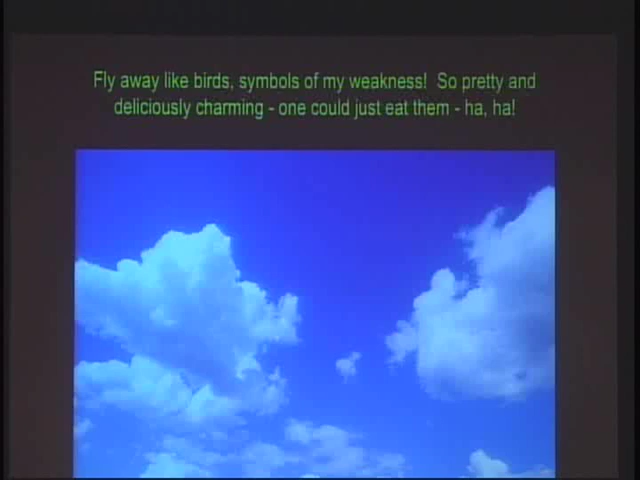 Fly away like birds, symbols of my weakness!  So pretty and
deliciously charming - one could just eat them - ha, ha!